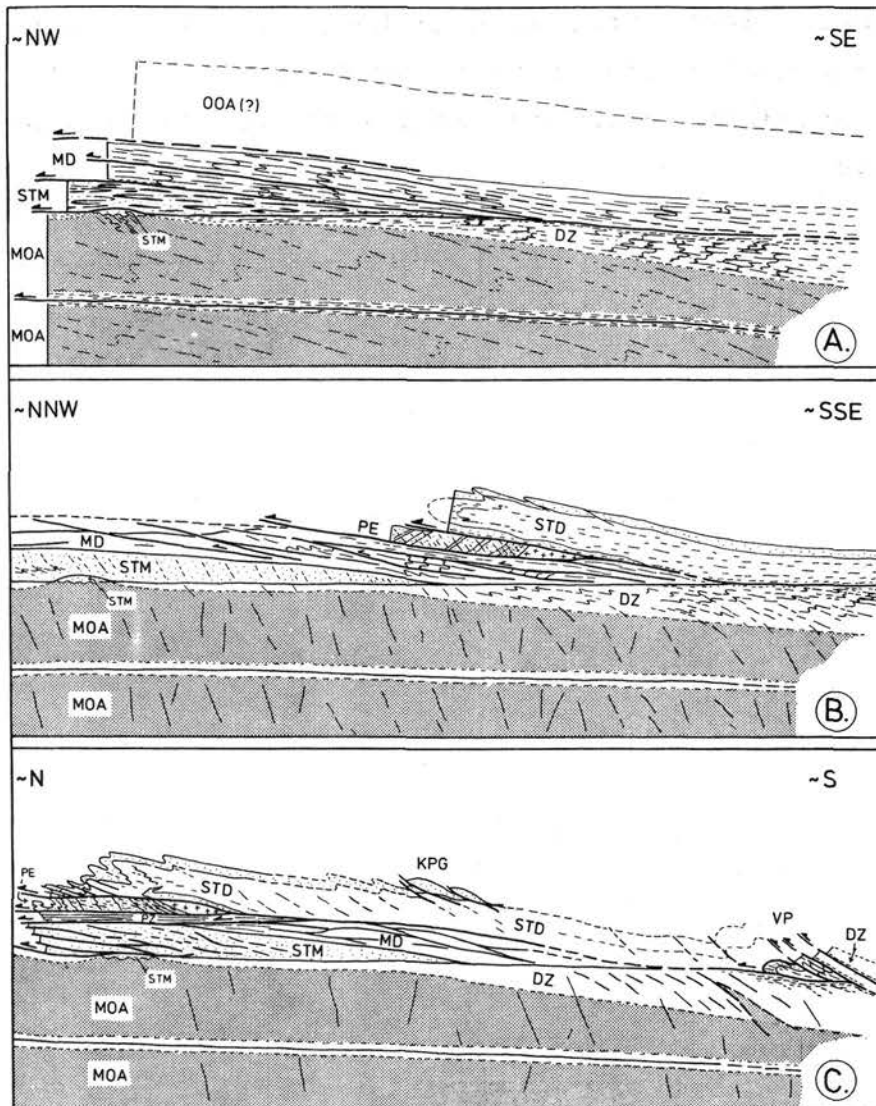 ~NW ~SE
OOA(?)
MD
STM
STM
DZ
MOA
MOA
A.
~NNW ~SSE
PE
STD
MD
STM
STM
DZ
MOA
MOA
B.
~N ~S
KPG
PE
STD
STD
VP
DZ
PZ
MD
STM
STM
DZ
MOA
MOA
C.